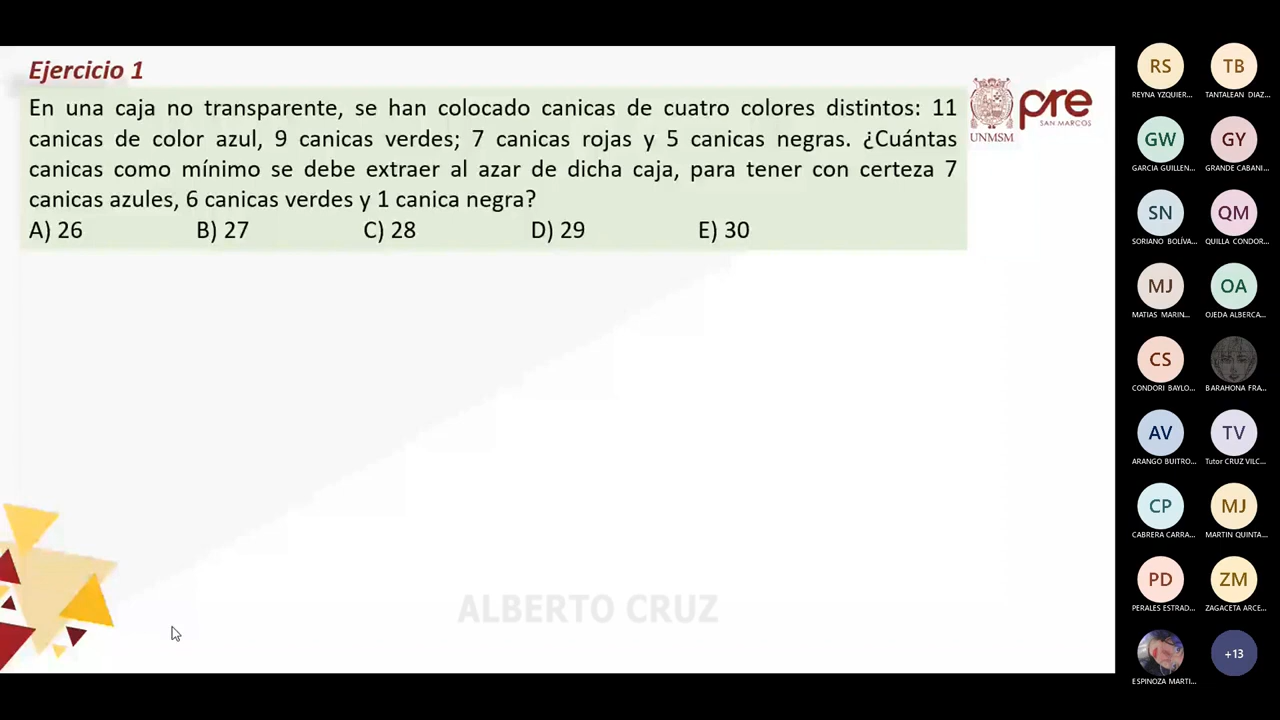 Ejercicio 1
En una caja no transparente, se han colocado canicas de cuatro colores distintos: 11
canicas de color azul, 9 canicas verdes; 7 canicas rojas y 5 canicas negras. ¿Cuántas
canicas como mínimo se debe extraer al azar de dicha caja, para tener con certeza 7
canicas azules, 6 canicas verdes y 1 canica negra?
A) 26 B) 27 C) 28 D) 29 E) 30
UNMSM
pre
SAN MARCOS
ALBERTO CRUZ
RS TB
REYNA YZQUIER... TANTALEAN DIAZ...
GW GY
GARCIA GUILLEN... GRANDE CABANI...
SN QM
SORIANO BOLÍVA... QUILLA CONDOR...
MJ OA
MATIAS MARIN... OJEDA ALBERCA...
CS
CONDORI BAYLO... BARAHONA FRA...
AV TV
ARANGO BUITRO... Tutor CRUZ VILC...
CP MJ
CABRERA CARRA... MARTIN QUINTA...
PD ZM
PERALES ESTRAD... ZAGACETA ARCE...
+13
ESPINOZA MARTI...